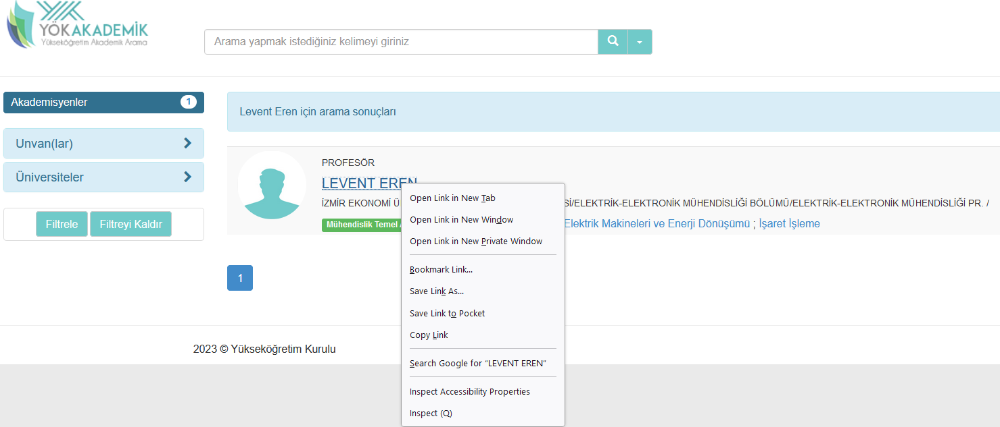 YÖKAKADEMİK
Yükseköğretim Akademik Arama
Arama yapmak istediğiniz kelimeyi giriniz
Akademisyenler 1
Unvan(lar)
Üniversiteler
Filtrele Filtreyi Kaldır
Levent Eren için arama sonuçları
PROFESÖR
LEVENT EREN
İZMİR EKONOMİ Sİ/ELEKTRİK-ELEKTRONİK MÜHENDİSLİĞİ BÖLÜMÜ/ELEKTRİK-ELEKTRONİK MÜHENDİSLİĞİ PR. /
Mühendislik Temel Elektrik Makineleri ve Enerji Dönüşümü ; İşaret İşleme
1
Open Link in New Tab
Open Link in New Window
Open Link in New Private Window
Bookmark Link...
Save Link As...
Save Link to Pocket
Copy Link
Search Google for “LEVENT EREN”
Inspect Accessibility Properties
Inspect (Q)
2023 © Yükseköğretim Kurulu